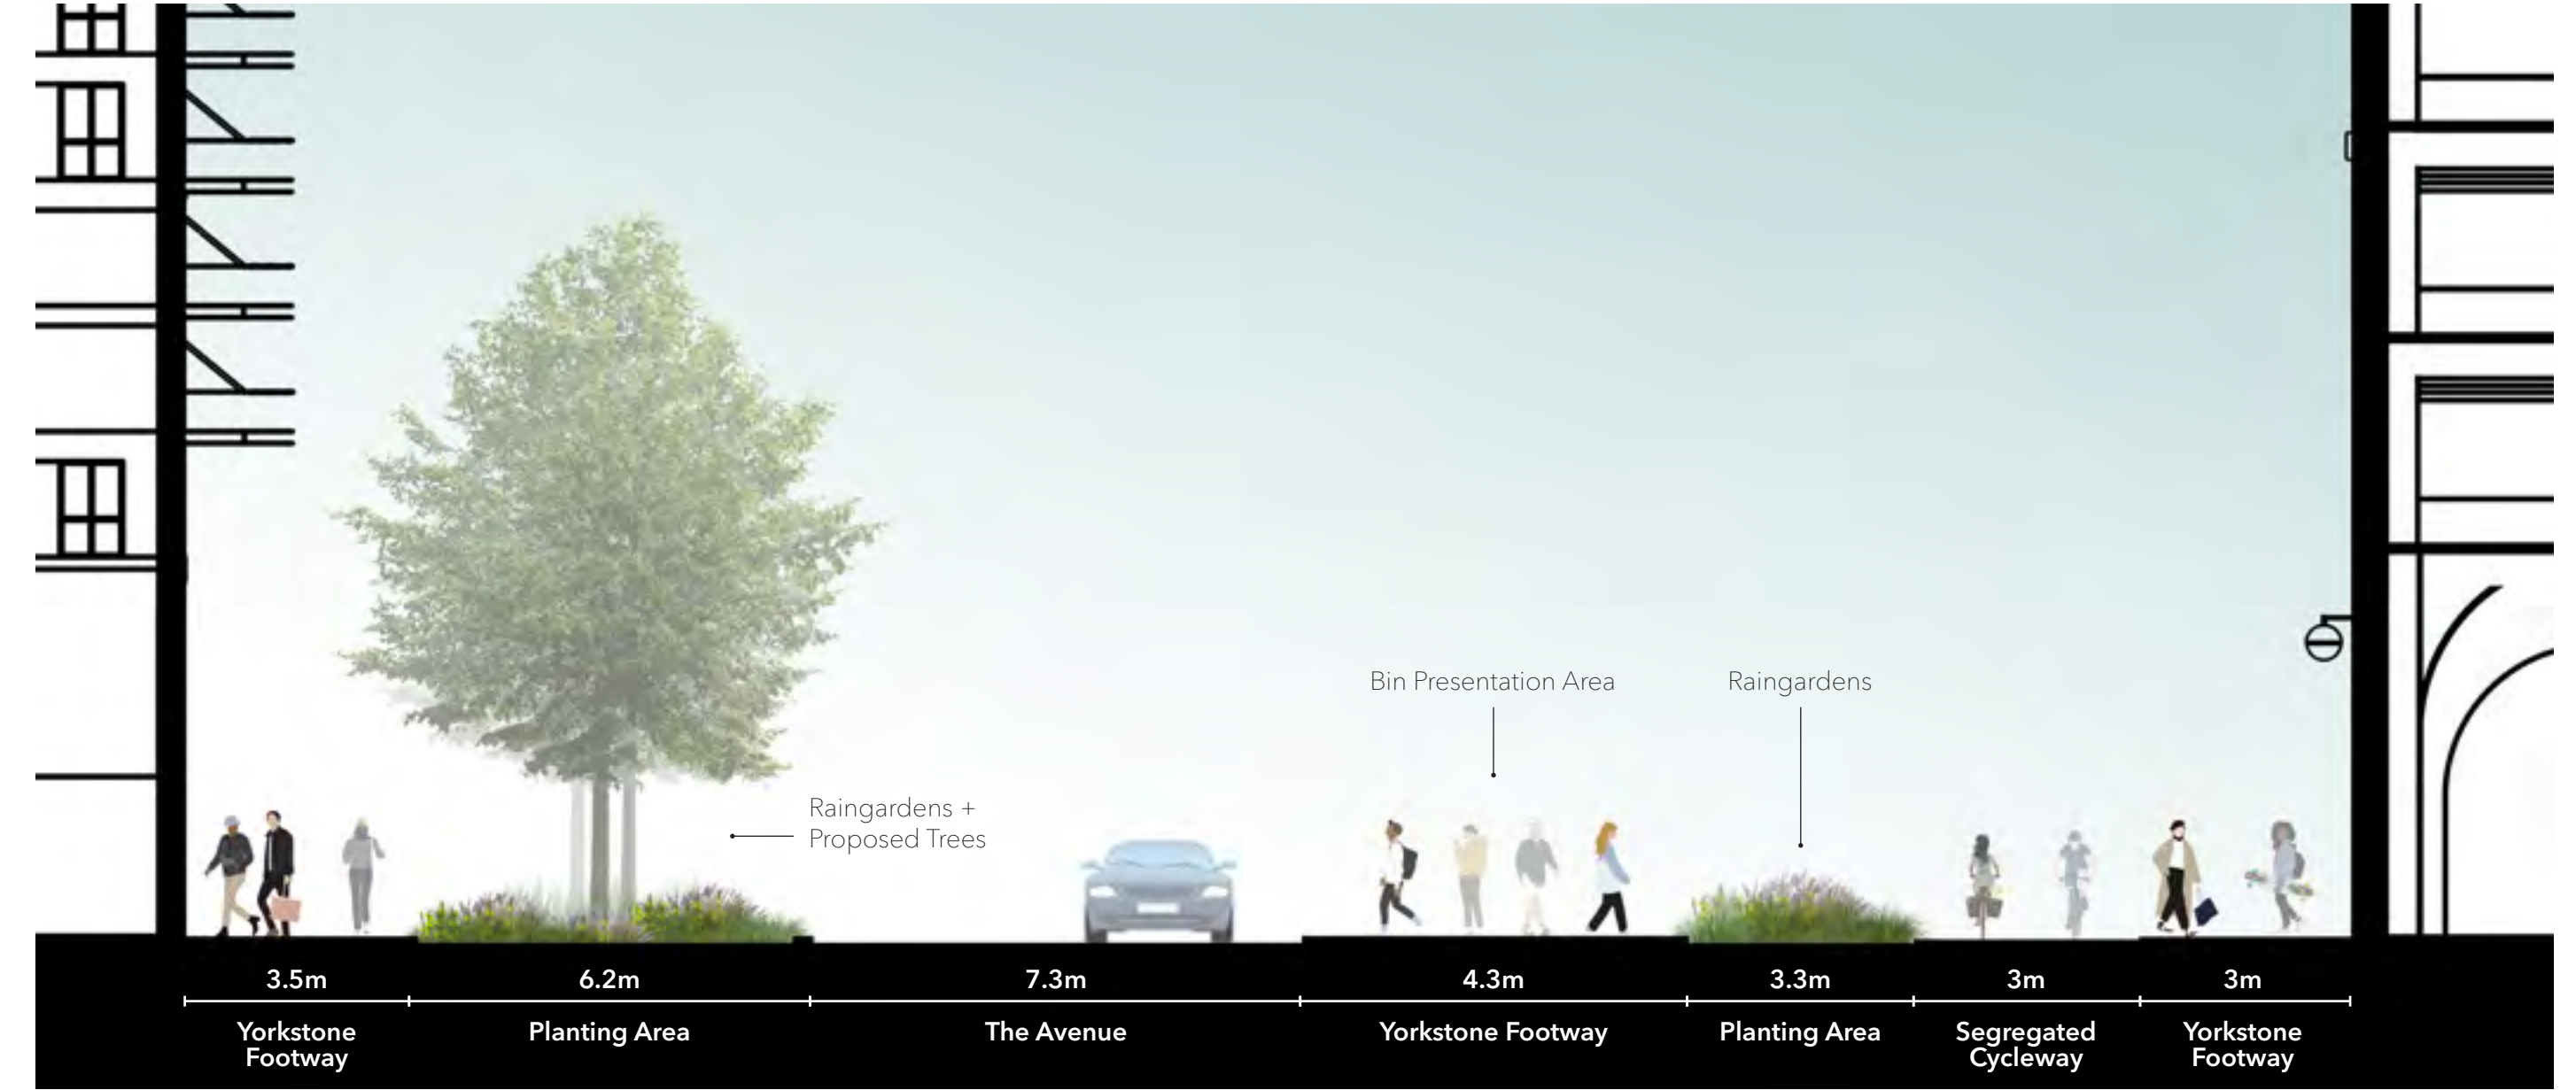 Bin Presentation Area
Raingardens
Raingardens +
Proposed Trees
3.5m
6.2m
7.3m
4.3m
3.3m
3m
3m
Yorkstone
Footway
Planting Area
The Avenue
Yorkstone Footway
Planting Area
Segregated
Cycleway
Yorkstone
Footway